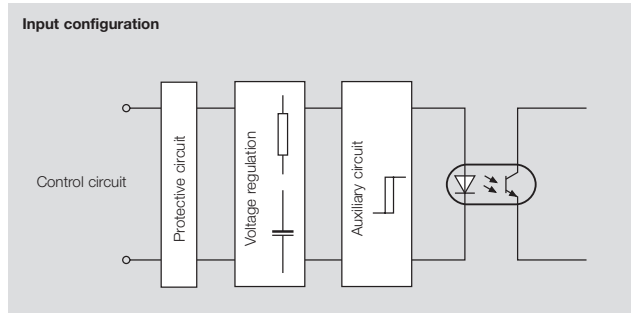 Input configuration
Control circuit
Protective circuit
Voltage regulation
Auxiliary circuit